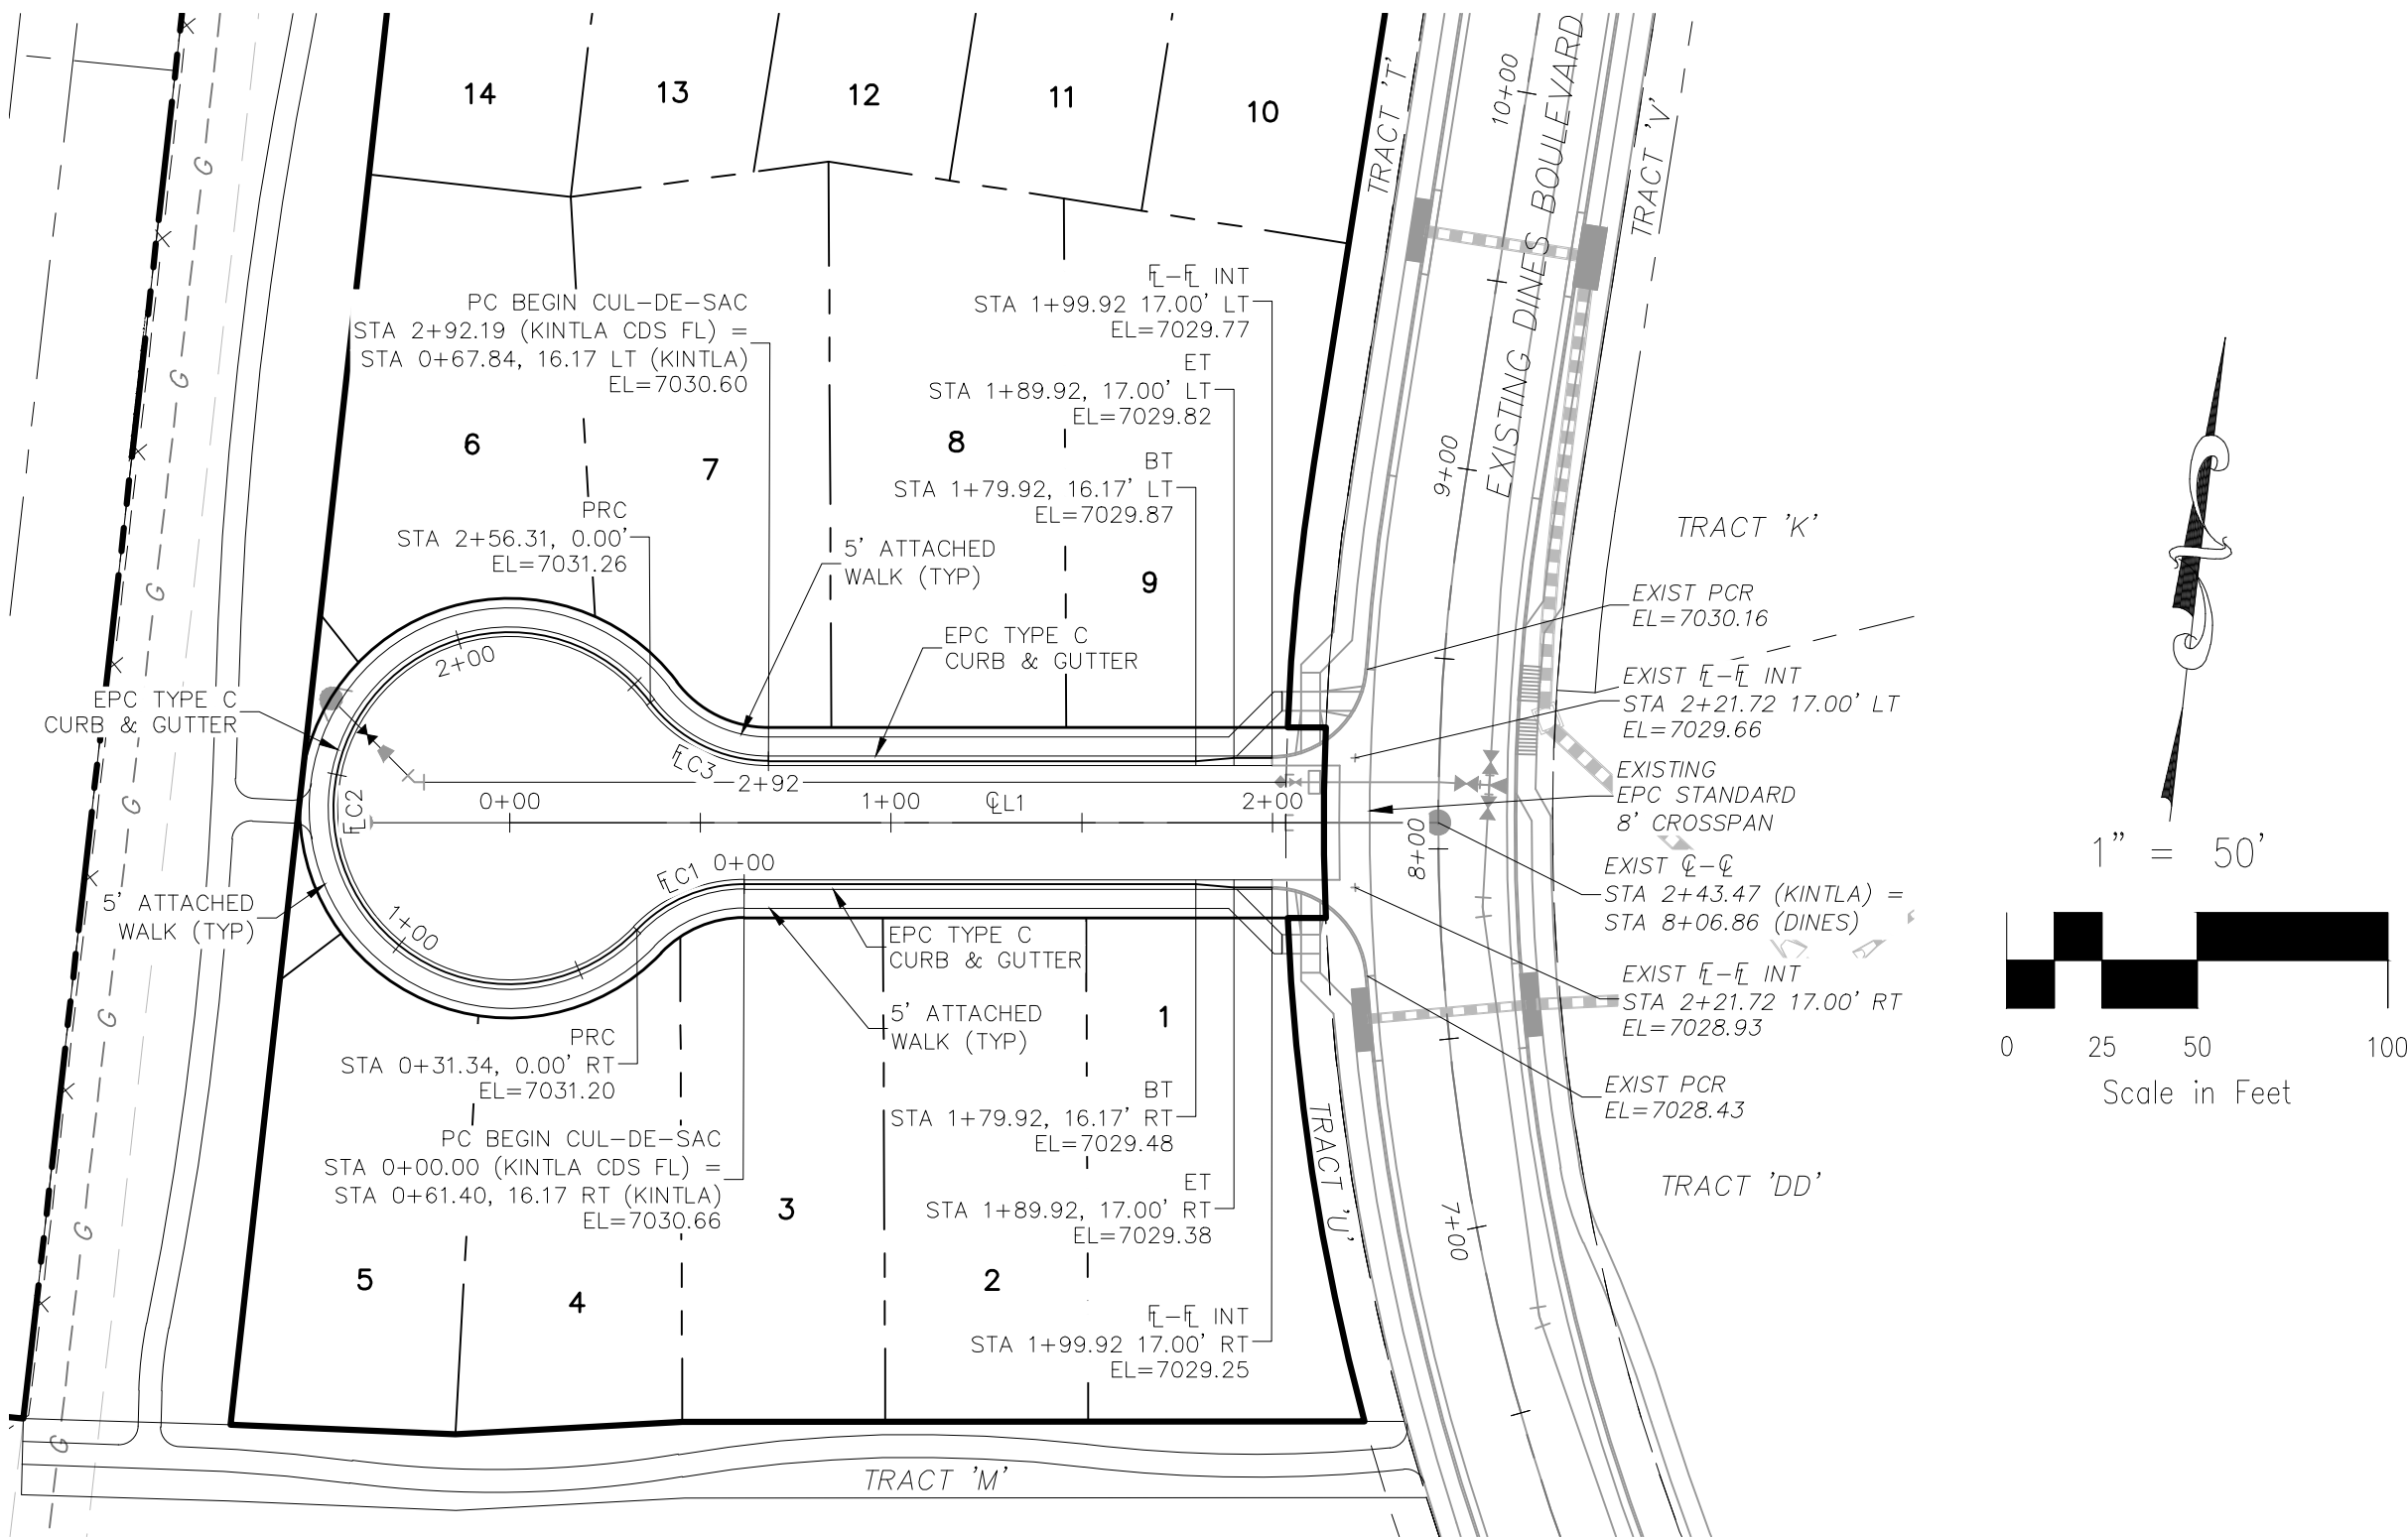 14
13
12
11
10
TRACT 'T'
10+00
EXISTING DINES BOULEVARD
TRACT 'V'
G
G
G
G
G
G
G
G
PC BEGIN CUL-DE-SAC
STA 2+92.19 (KINTLA CDS FL) =
STA 0+67.84, 16.17 LT (KINTLA)
EL=7030.60
FL-FL INT
STA 1+99.92 17.00' LT
EL=7029.77
ET
STA 1+89.92, 17.00' LT
EL=7029.82
BT
STA 1+79.92, 16.17' LT
EL=7029.87
6
7
8
9
9+00
PRC
STA 2+56.31, 0.00'
EL=7031.26
5' ATTACHED
WALK (TYP)
EPC TYPE C
CURB & GUTTER
TRACT 'K'
EXIST PCR
EL=7030.16
EXIST FL-FL INT
STA 2+21.72 17.00' LT
EL=7029.66
EXISTING
EPC STANDARD
8' CROSSPAN
EXIST CL-CL
STA 2+43.47 (KINTLA) =
STA 8+06.86 (DINES)
EXIST FL-FL INT
STA 2+21.72 17.00' RT
EL=7028.93
EXIST PCR
EL=7028.43
TRACT 'DD'
EPC TYPE C
CURB & GUTTER
2+00
FLC3
2+92
FLC2
0+00
1+00
CL1
2+00
8+00
FLC1
0+00
1+00
5' ATTACHED
WALK (TYP)
EPC TYPE C
CURB & GUTTER
5' ATTACHED
WALK (TYP)
PRC
STA 0+31.34, 0.00' RT
EL=7031.20
PC BEGIN CUL-DE-SAC
STA 0+00.00 (KINTLA CDS FL) =
STA 0+61.40, 16.17 RT (KINTLA)
EL=7030.66
1
BT
STA 1+79.92, 16.17' RT
EL=7029.48
ET
STA 1+89.92, 17.00' RT
EL=7029.38
FL-FL INT
STA 1+99.92 17.00' RT
EL=7029.25
5
4
3
2
TRACT 'U'
7+00
TRACT 'M'
1" = 50'
0 25 50 100
Scale in Feet